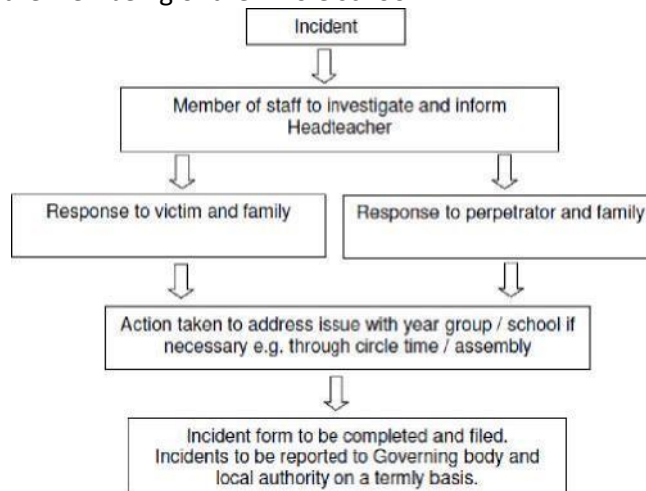 Incident
Member of staff to investigate and inform
Headteacher
Response to victim and family
Response to perpetrator and family
Action taken to address issue with year group / school if
necessary e.g. through circle time / assembly
Incident form to be completed and filed.
Incidents to be reported to Governing body and
local authority on a termly basis.